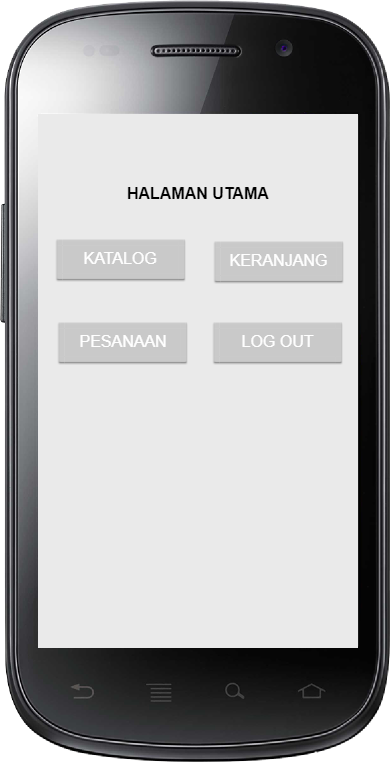 HALAMAN UTAMA
KATALOG
KERANJANG
PESANAAN
LOG OUT